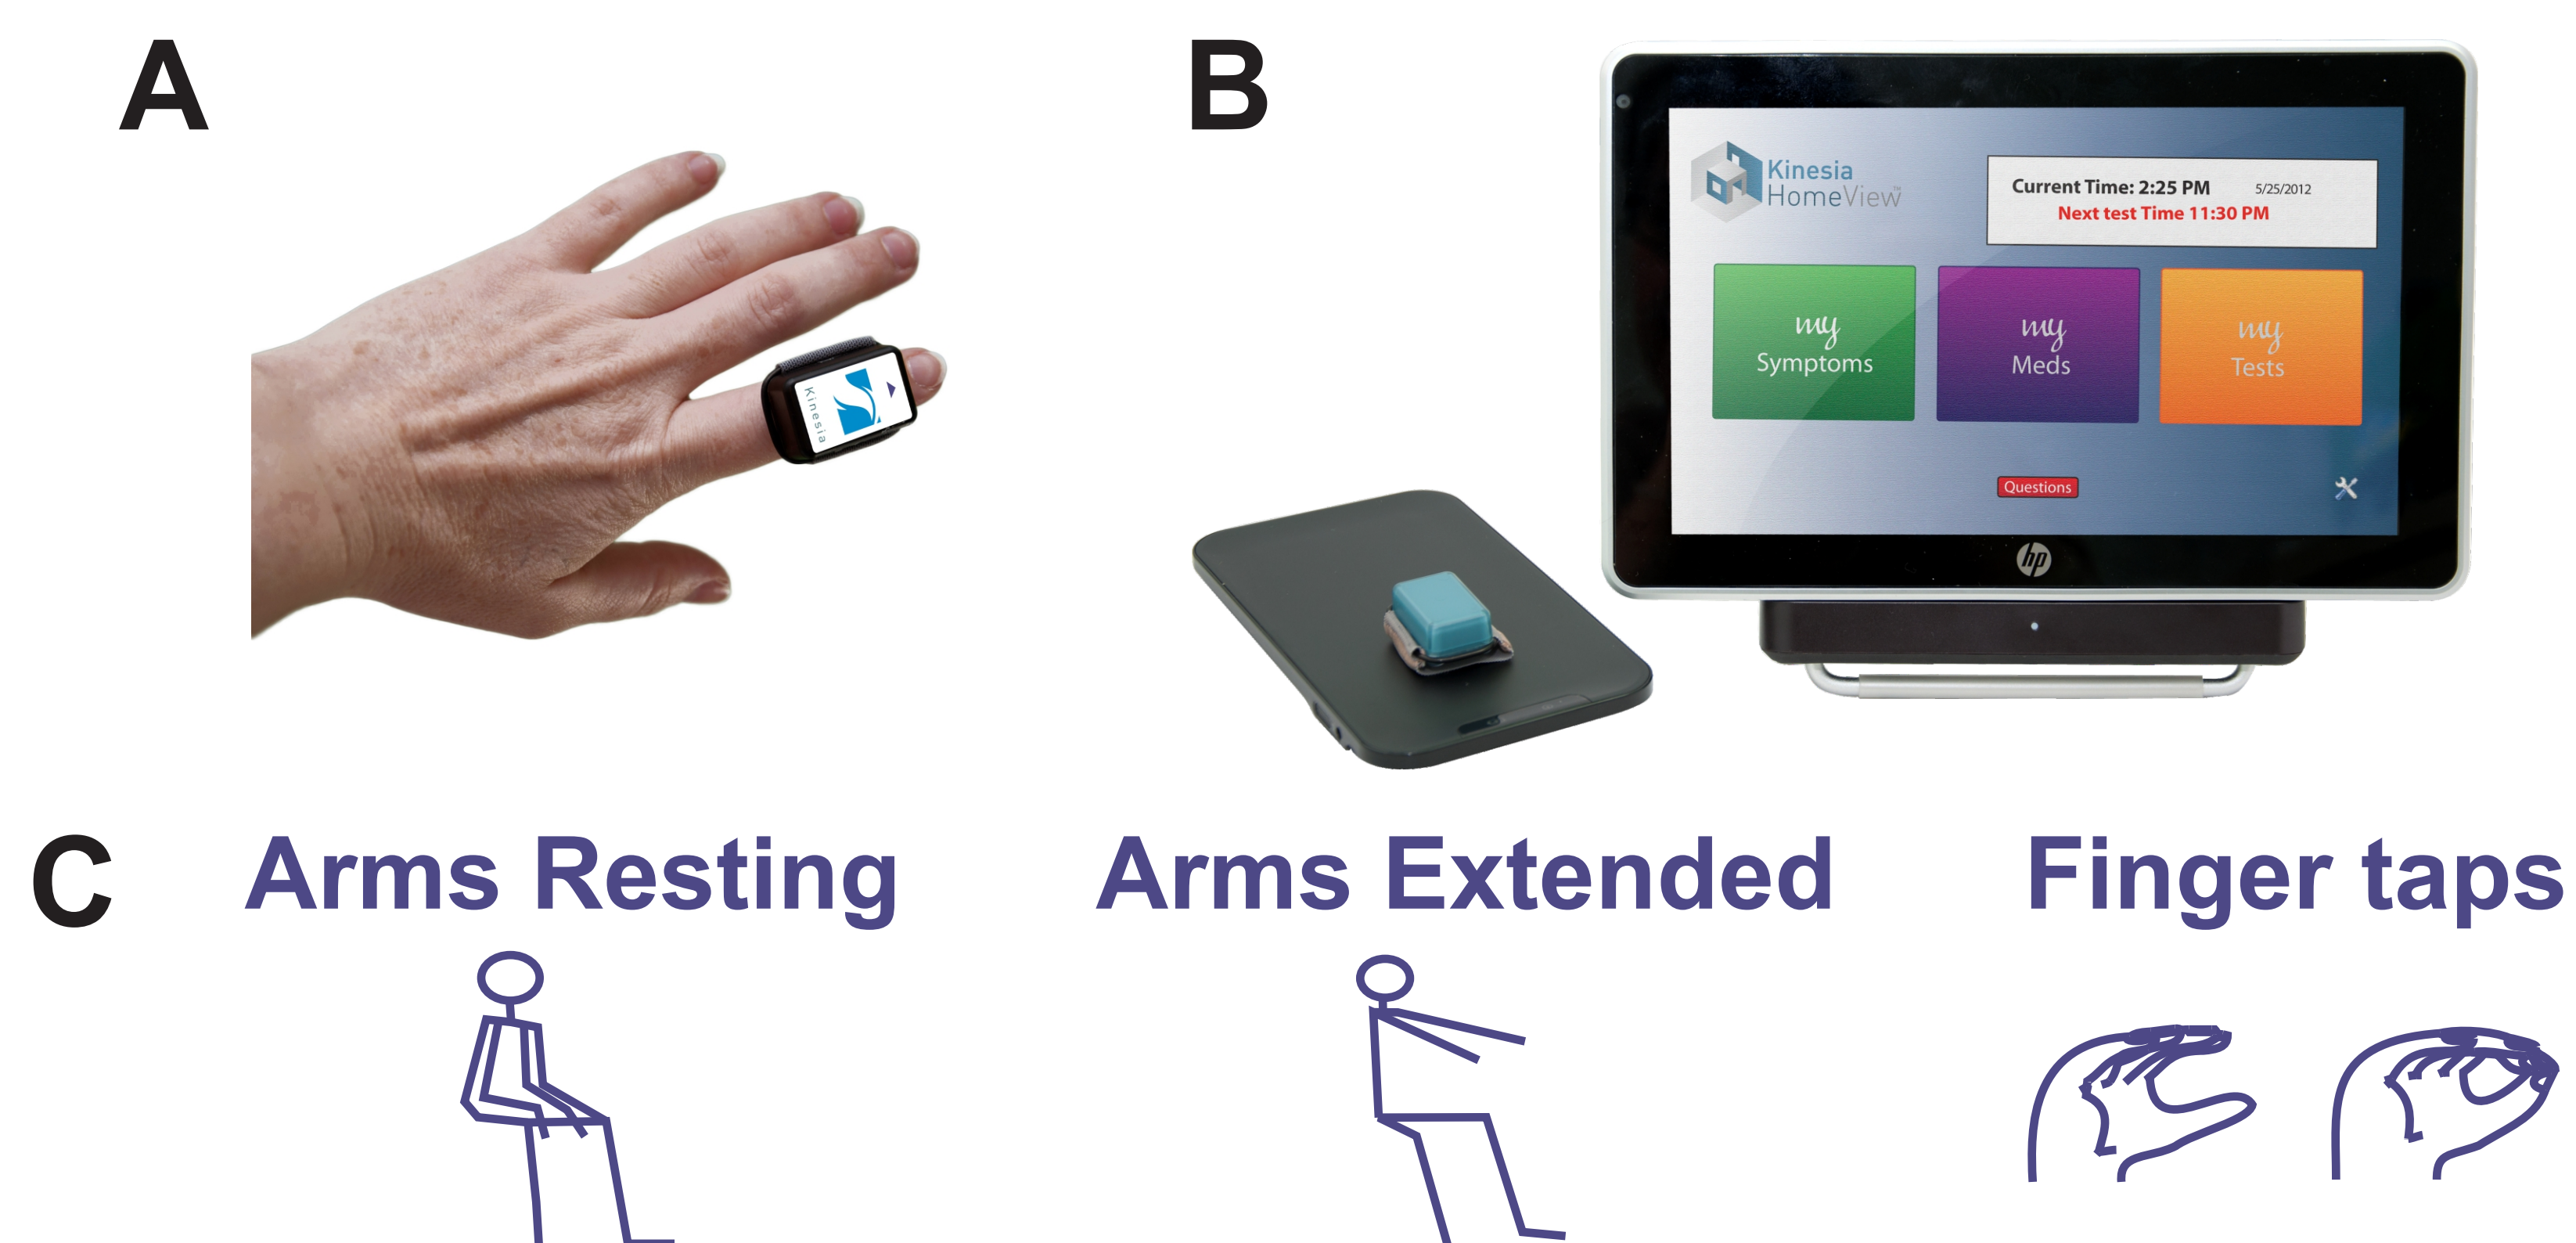 A
B
Kinesia
Kinesia
HomeView™
Current Time: 2:25 PM 5/25/2012
Next test Time 11:30 PM
my
Symptoms
my
Meds
my
Tests
Questions
hp
C
Arms Resting
Arms Extended
Finger taps